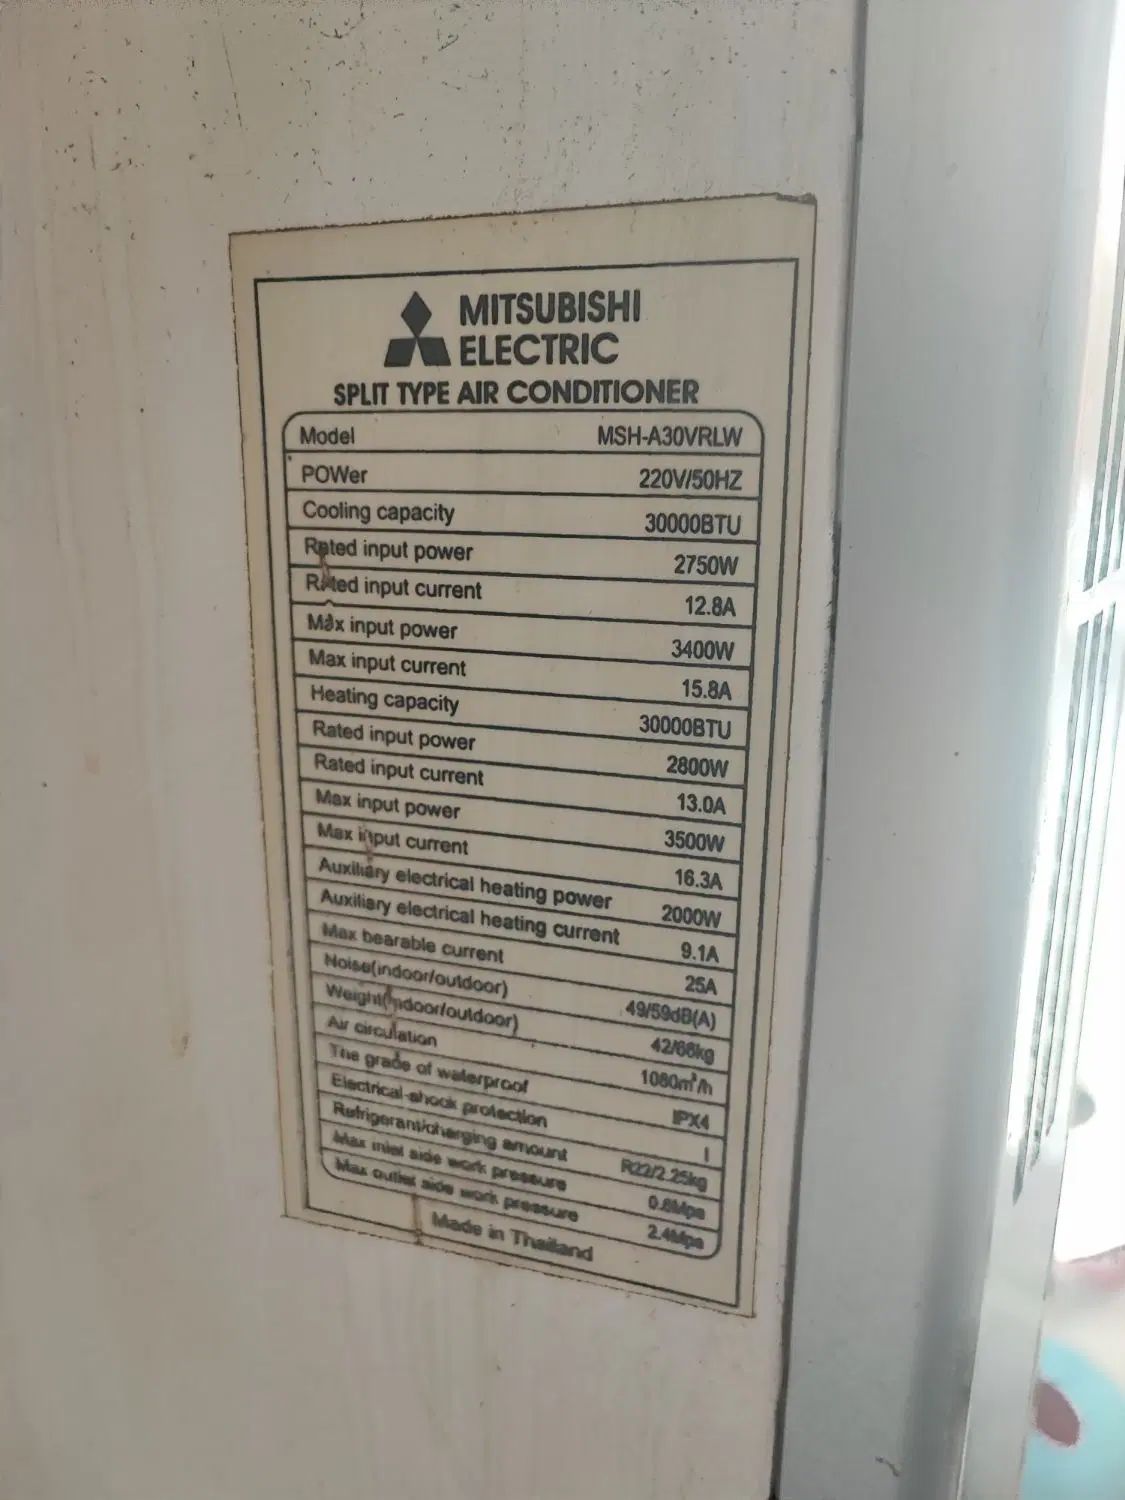 MITSUBISHI
ELECTRIC
SPLIT TYPE AIR CONDITIONER
Model MSH-A30VRLW
POWer 220V/50HZ
Cooling capacity 30000BTU
Rated input power 2750W
Rated input current 12.8A
Max input power 3400W
Max input current 15.8A
Heating capacity 30000BTU
Rated input power 2800W
Rated input current 13.0A
Max input power 3500W
Max input current 16.3A
Auxiliary electrical heating power 2000W
Auxiliary electrical heating current 9.1A
Max bearable current 25A
Noise(indoor/outdoor) 49/59dB(A)
Weight(indoor/outdoor) 42/66kg
Air circulation 1080m³/h
The grade of waterproof IPX4
Electrical-shock protection I
Refrigerant/charging amount R22/2.25kg
Max inlet side work pressure 0.6Mpa
Max outlet side work pressure 2.4Mpa
Made in Thailand